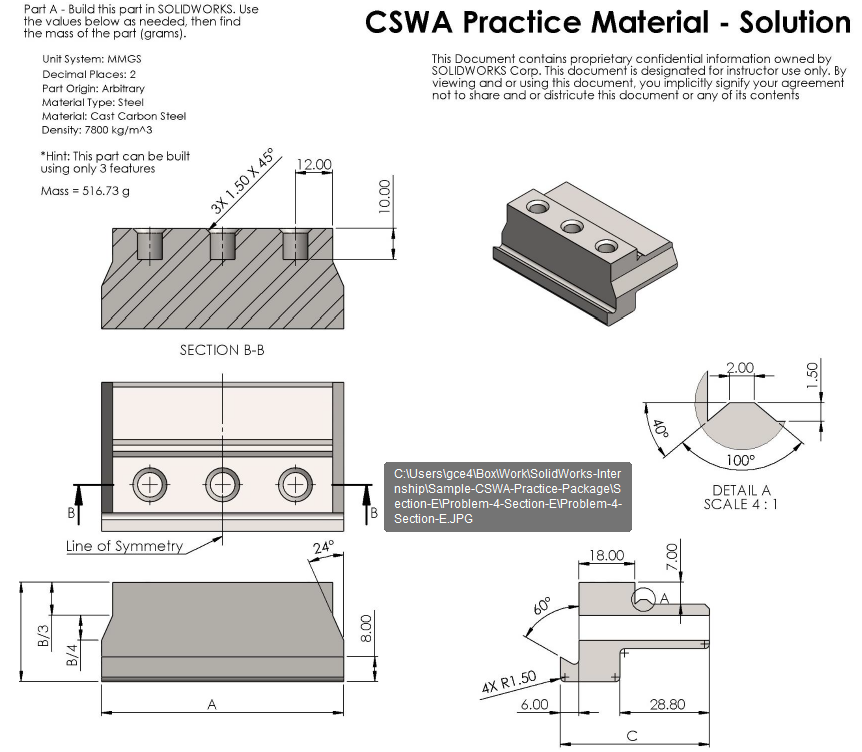 Part A - Build this part in SOLIDWORKS. Use
the values below as needed, then find
the mass of the part (grams).
CSWA Practice Material - Solution
This Document contains proprietary confidential information owned by
SOLIDWORKS Corp. This document is designated for instructor use only. By
viewing and or using this document, you implicitly signify your agreement
not to share and or districute this document or any of its contents
Unit System: MMGS
Decimal Places: 2
Part Origin: Arbitrary
Material Type: Steel
Material: Cast Carbon Steel
Density: 7800 kg/m^3
*Hint: This part can be built
using only 3 features
Mass = 516.73 g
3X 1.50 X 45°
12.00
10.00
SECTION B-B
2.00
1.50
40°
100°
DETAIL A
SCALE 4 : 1
B
B
Line of Symmetry
C:\Users\gce4\Box\Work\SolidWorks-Inter
nship\Sample-CSWA-Practice-Package\S
ection-E\Problem-4-Section-E\Problem-4-
Section-E.JPG
24°
B/3
B/4
8.00
A
18.00
7.00
A
60°
4X R1.50
6.00
28.80
C